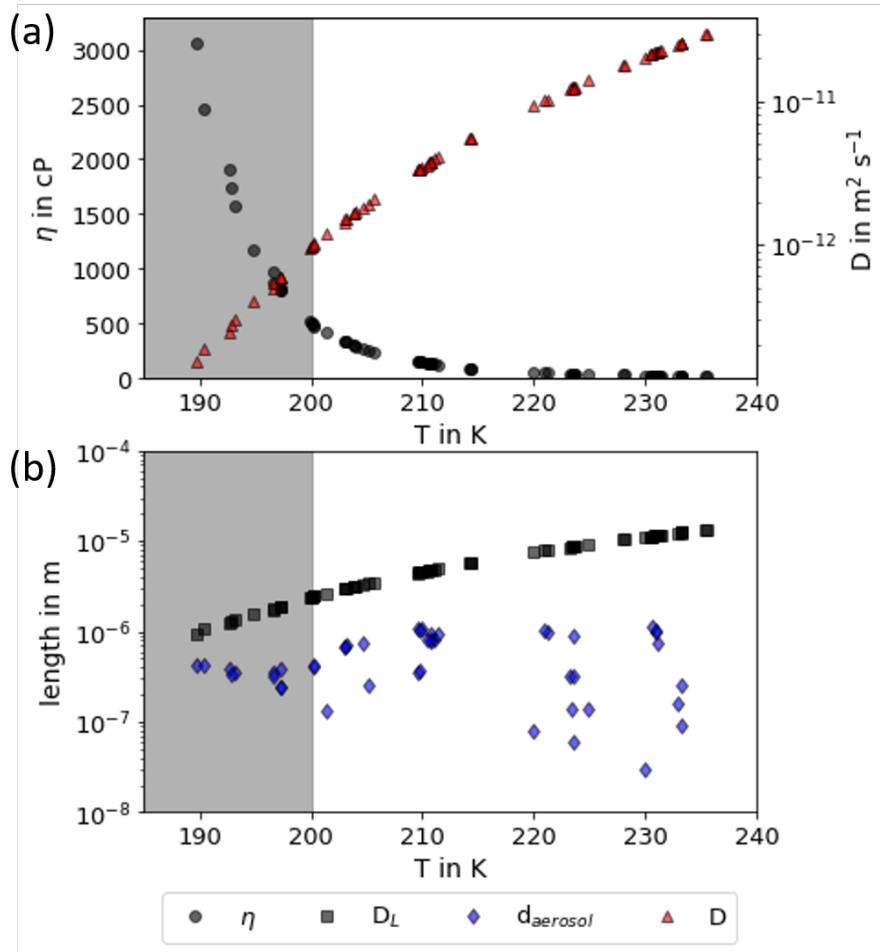 (a)
3000
2500
2000
1500
1000
500
0
η in cP
10⁻¹¹
10⁻¹²
D in m² s⁻¹
190 200 210 220 230 240
T in K
(b)
10⁻⁴
10⁻⁵
10⁻⁶
10⁻⁷
10⁻⁸
length in m
190 200 210 220 230 240
T in K
η D_L d_aerosol D